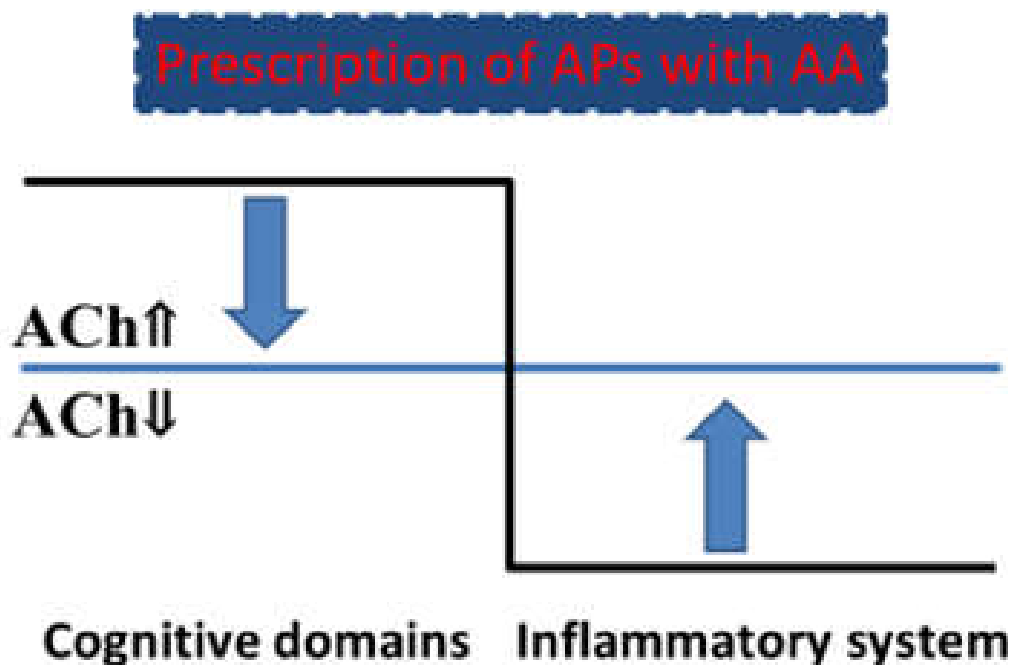 Prescription of APs with AA
ACh⇑
ACh⇓
Cognitive domains Inflammatory system